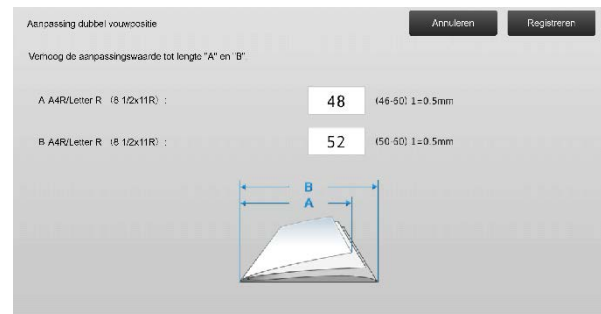 Aanpassing dubbel vouwpositie
Annuleren
Registreren
Verhoog de aanpassingswaarde tot lengte "A" en "B".
A A4R/Letter R (8 1/2x11R) :
48
(46-60) 1=0.5mm
B A4R/Letter R (8 1/2x11R) :
52
(50-60) 1=0.5mm
B
A